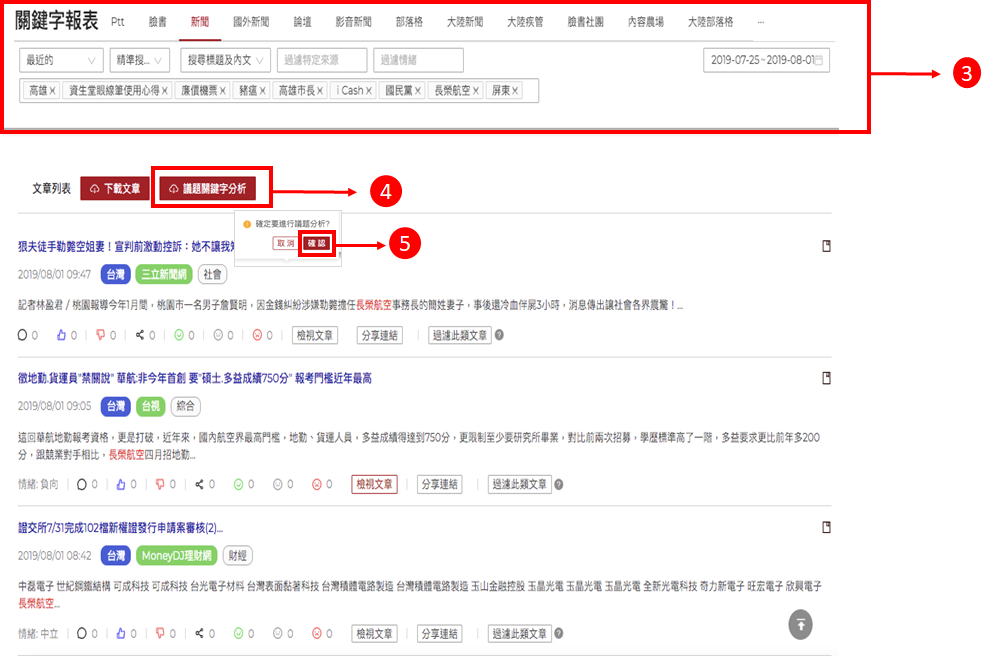 關鍵字報表 Ptt 臉書 新聞 國外新聞 論壇 影音新聞 部落格 大陸新聞 大陸疾管 臉書社團 內容農場 大陸部落格 ...
最近的 精準搜... 搜尋標題及內文 過濾特定來源 過濾情緒 2019-07-25~2019-08-01
高雄 × 資生堂眼線筆使用心得 × 廉價機票 × 豬瘟 × 高雄市長 × i Cash × 國民黨 × 長榮航空 × 屏東 ×
3
文章列表 下載文章 議題關鍵字分析
4
確定要進行議題分析?
取 消 確 認
5
狠夫徒手勒斃空姐妻！宣判前激動控訴：她不讓我
2019/08/01 09:47 台灣 三立新聞網 社會
記者林盈君 / 桃園報導今年1月間，桃園市一名男子詹賢明，因金錢糾紛涉嫌勒斃擔任長榮航空事務長的簡姓妻子，事後還冷血伴屍3小時，消息傳出讓社會各界震驚！...
0 0 0 0 0 0 0 檢視文章 分享連結 過濾此類文章 ?
徵地勤.貨運員"禁關說" 華航:非今年首創 要"碩士.多益成績750分" 報考門檻近年最高
2019/08/01 09:05 台灣 台視 綜合
這回華航地勤報考資格，更是打破，近年來，國內航空界最高門檻，地勤、貨運人員，多益成績得達到750分，更限制至少要研究所畢業，對比前兩次招募，學歷標準高了一階，多益要求更比前年多200
分，跟競業對手相比，長榮航空四月招地勤...
情緒: 負向 0 0 0 0 0 0 0 檢視文章 分享連結 過濾此類文章 ?
證交所7/31完成102檔新權證發行申請案審核(2)...
2019/08/01 08:42 台灣 MoneyDJ理財網 財經
中磊電子 世紀鋼鐵結構 可成科技 可成科技 台光電子材料 台灣表面黏著科技 台灣積體電路製造 台灣積體電路製造 玉山金融控股 玉晶光電 玉晶光電 玉晶光電 全新光電科技 奇力新電子 旺宏電子 欣興電子
長榮航空...
情緒: 中立 0 0 0 0 0 0 0 檢視文章 分享連結 過濾此類文章 ?